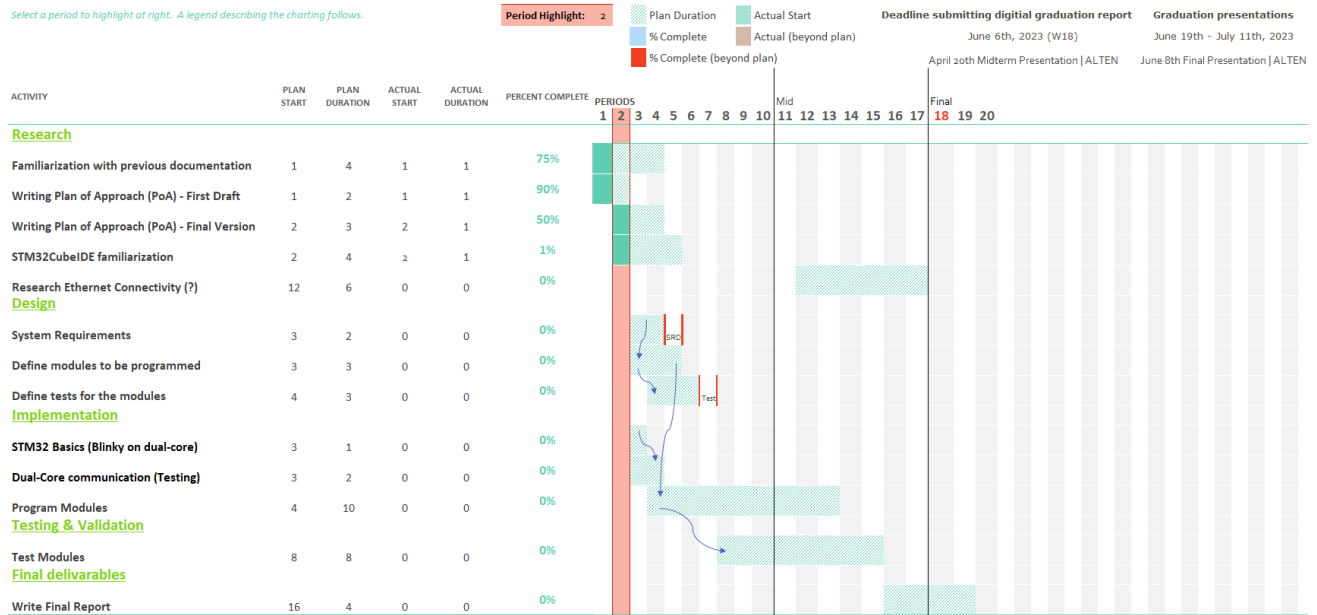 Select a period to highlight at right. A legend describing the charting follows.
Period Highlight: 2
Plan Duration
Actual Start
% Complete
Actual (beyond plan)
% Complete (beyond plan)
Deadline submitting digitial graduation report
Graduation presentations
June 6th, 2023 (W18)
June 19th - July 11th, 2023
April 20th Midterm Presentation | ALTEN
June 8th Final Presentation | ALTEN
ACTIVITY
PLAN START
PLAN DURATION
ACTUAL START
ACTUAL DURATION
PERCENT COMPLETE
PERIODS
Mid
Final
1 2 3 4 5 6 7 8 9 10 11 12 13 14 15 16 17 18 19 20
Research
Familiarization with previous documentation 1 4 1 1 75%
Writing Plan of Approach (PoA) - First Draft 1 2 1 1 90%
Writing Plan of Approach (PoA) - Final Version 2 3 2 1 50%
STM32CubeIDE familiarization 2 4 2 1 1%
Research Ethernet Connectivity (?) 12 6 0 0 0%
Design
System Requirements 3 2 0 0 0% SRD
Define modules to be programmed 3 3 0 0 0%
Define tests for the modules 4 3 0 0 0% Test
Implementation
STM32 Basics (Blinky on dual-core) 3 1 0 0 0%
Dual-Core communication (Testing) 3 2 0 0 0%
Program Modules 4 10 0 0 0%
Testing & Validation
Test Modules 8 8 0 0 0%
Final delivarables
Write Final Report 16 4 0 0 0%